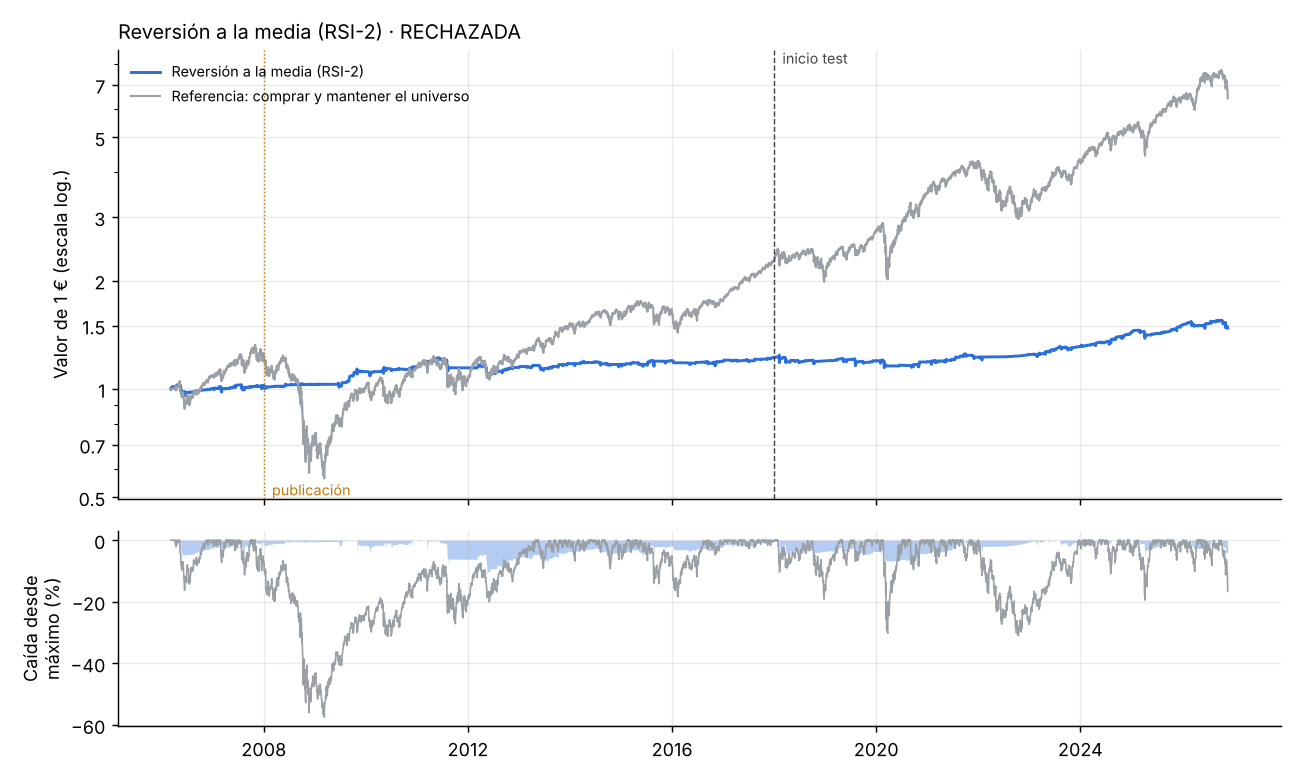 Reversión a la media (RSI-2) · RECHAZADA
inicio test
Reversión a la media (RSI-2)
Referencia: comprar y mantener el universo
Valor de 1 € (escala log.)
7
5
3
2
1.5
1
0.7
0.5
publicación
Caída desde
máximo (%)
0
−20
−40
−60
2008
2012
2016
2020
2024